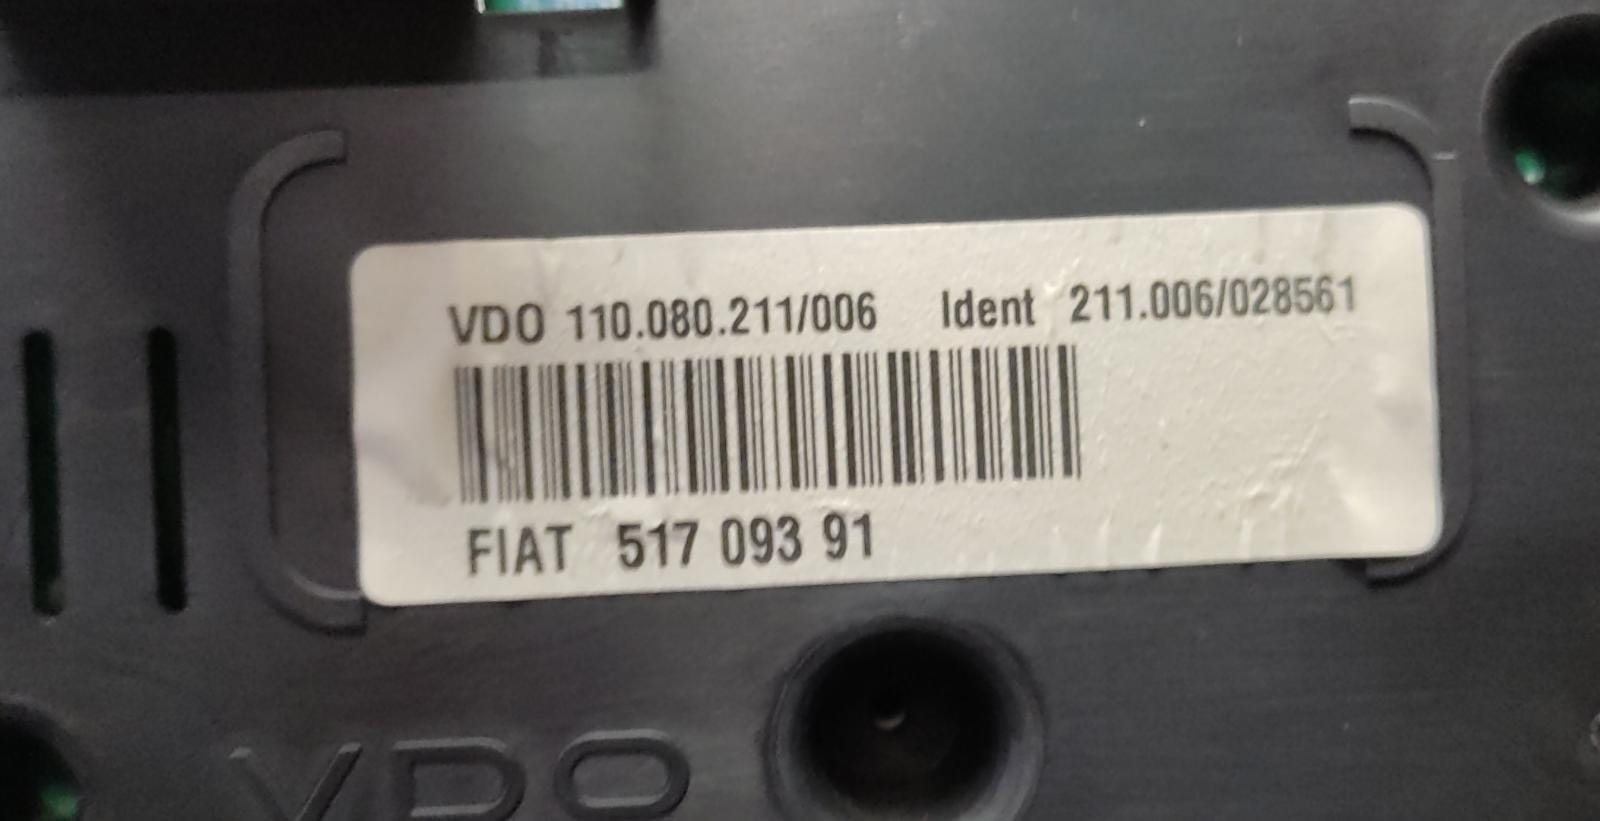 VDO 110.080.211/006 Ident 211.006/028561
FIAT 517 093 91
VDO